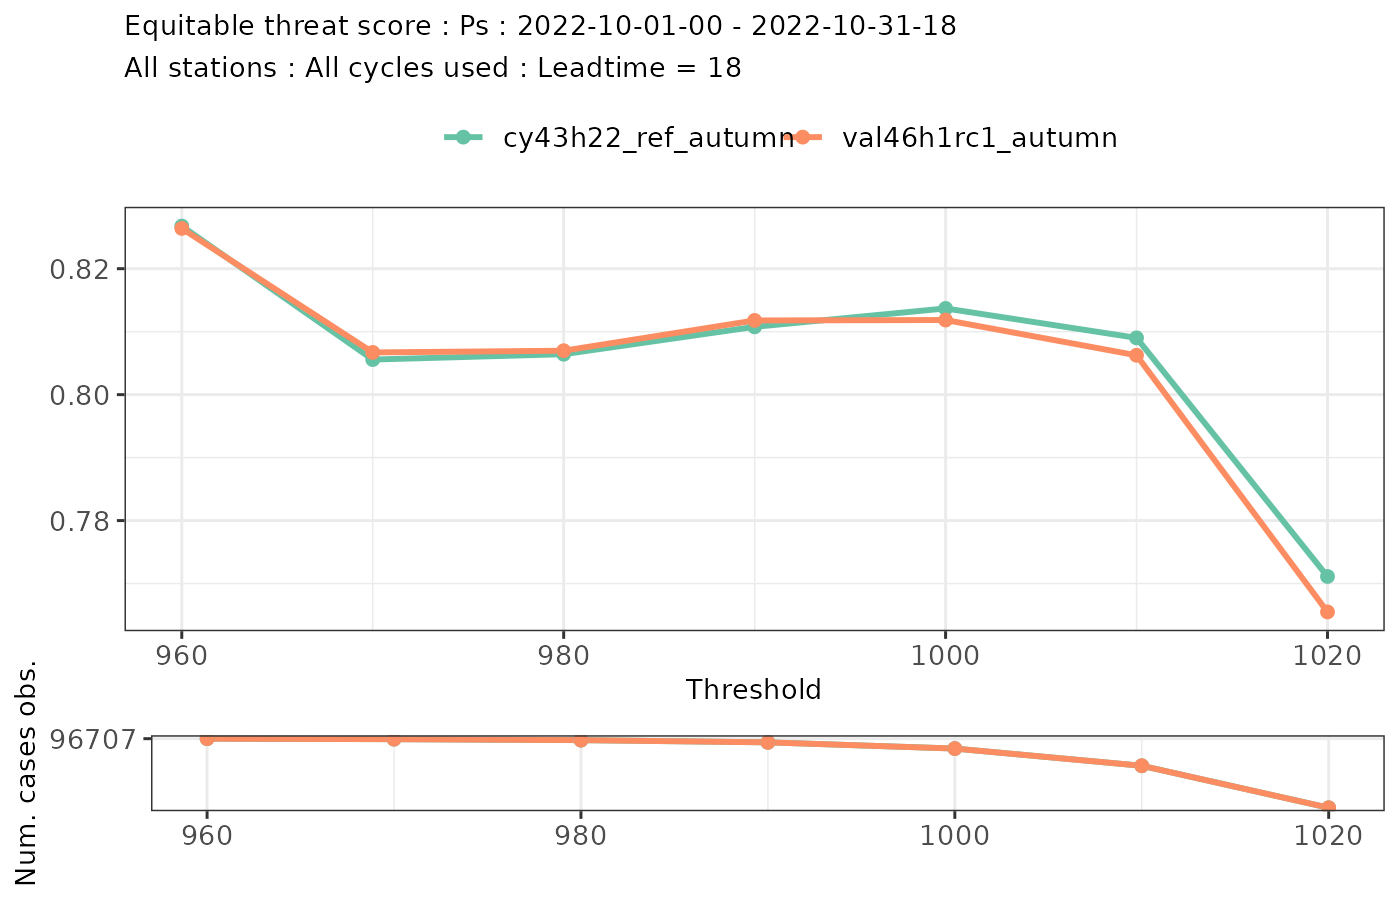 Equitable threat score : Ps : 2022-10-01-00 - 2022-10-31-18
All stations : All cycles used : Leadtime = 18
cy43h22_ref_autumn val46h1rc1_autumn
0.82
0.80
0.78
960 980 1000 1020
Threshold
Num. cases obs.
96707
960 980 1000 1020